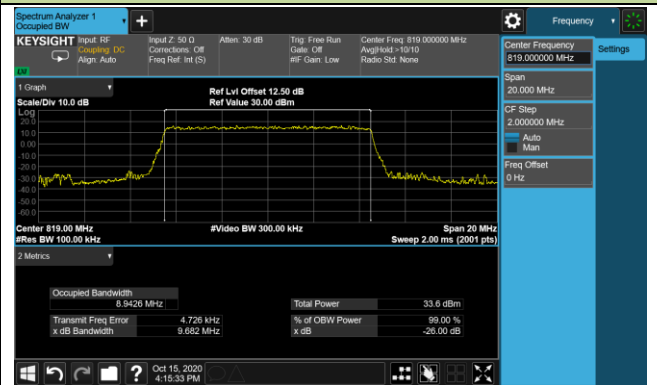 Spectrum Analyzer 1
Occupied BW
Frequency
KEYSIGHT Input: RF Input Z: 50 Ω Atten: 30 dB Trig: Free Run Center Freq: 819.000000 MHz
Coupling: DC Corrections: Off Gate: Off Avg|Hold:>10/10
Align: Auto Freq Ref: Int (S) #IF Gain: Low Radio Std: None
Center Frequency
819.000000 MHz
Settings
Span
20.000 MHz
CF Step
2.000000 MHz
Auto
Man
Freq Offset
0 Hz
1 Graph
Ref Lvl Offset 12.50 dB
Scale/Div 10.0 dB Ref Value 30.00 dBm
Log
20.0
10.0
0.00
-10.0
-20.0
-30.0
-40.0
-50.0
-60.0
Center 819.00 MHz #Video BW 300.00 kHz Span 20 MHz
#Res BW 100.00 kHz Sweep 2.00 ms (2001 pts)
2 Metrics
Occupied Bandwidth
8.9426 MHz
Total Power 33.6 dBm
Transmit Freq Error 4.726 kHz % of OBW Power 99.00 %
x dB Bandwidth 9.682 MHz x dB -26.00 dB
? Oct 15, 2020
4:15:33 PM